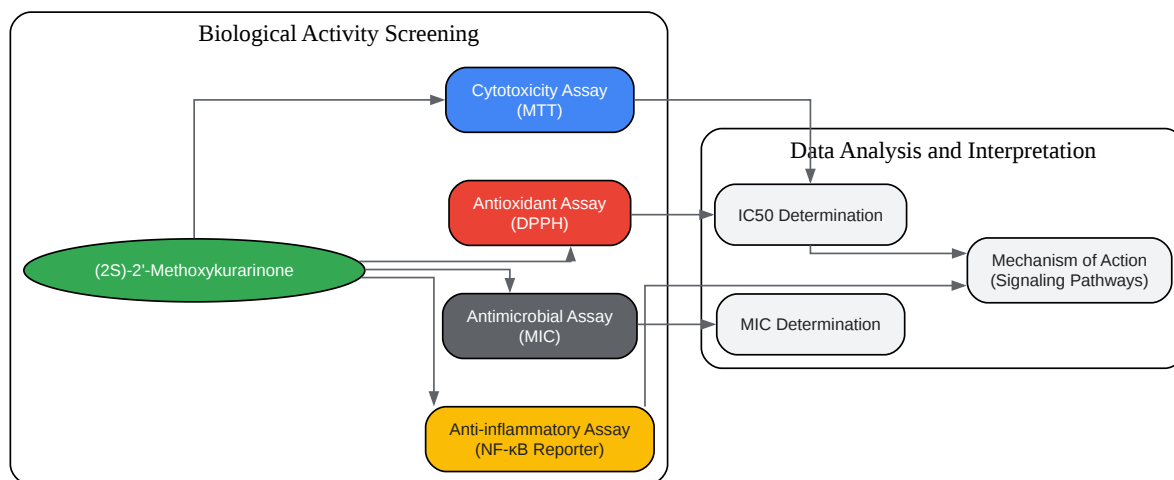 Biological Activity Screening
Cytotoxicity Assay
(MTT)
Antioxidant Assay
(DPPH)
(2S)-2'-Methoxykurarinone
Antimicrobial Assay
(MIC)
Anti-inflammatory Assay
(NF-κB Reporter)
Data Analysis and Interpretation
IC50 Determination
Mechanism of Action
(Signaling Pathways)
MIC Determination